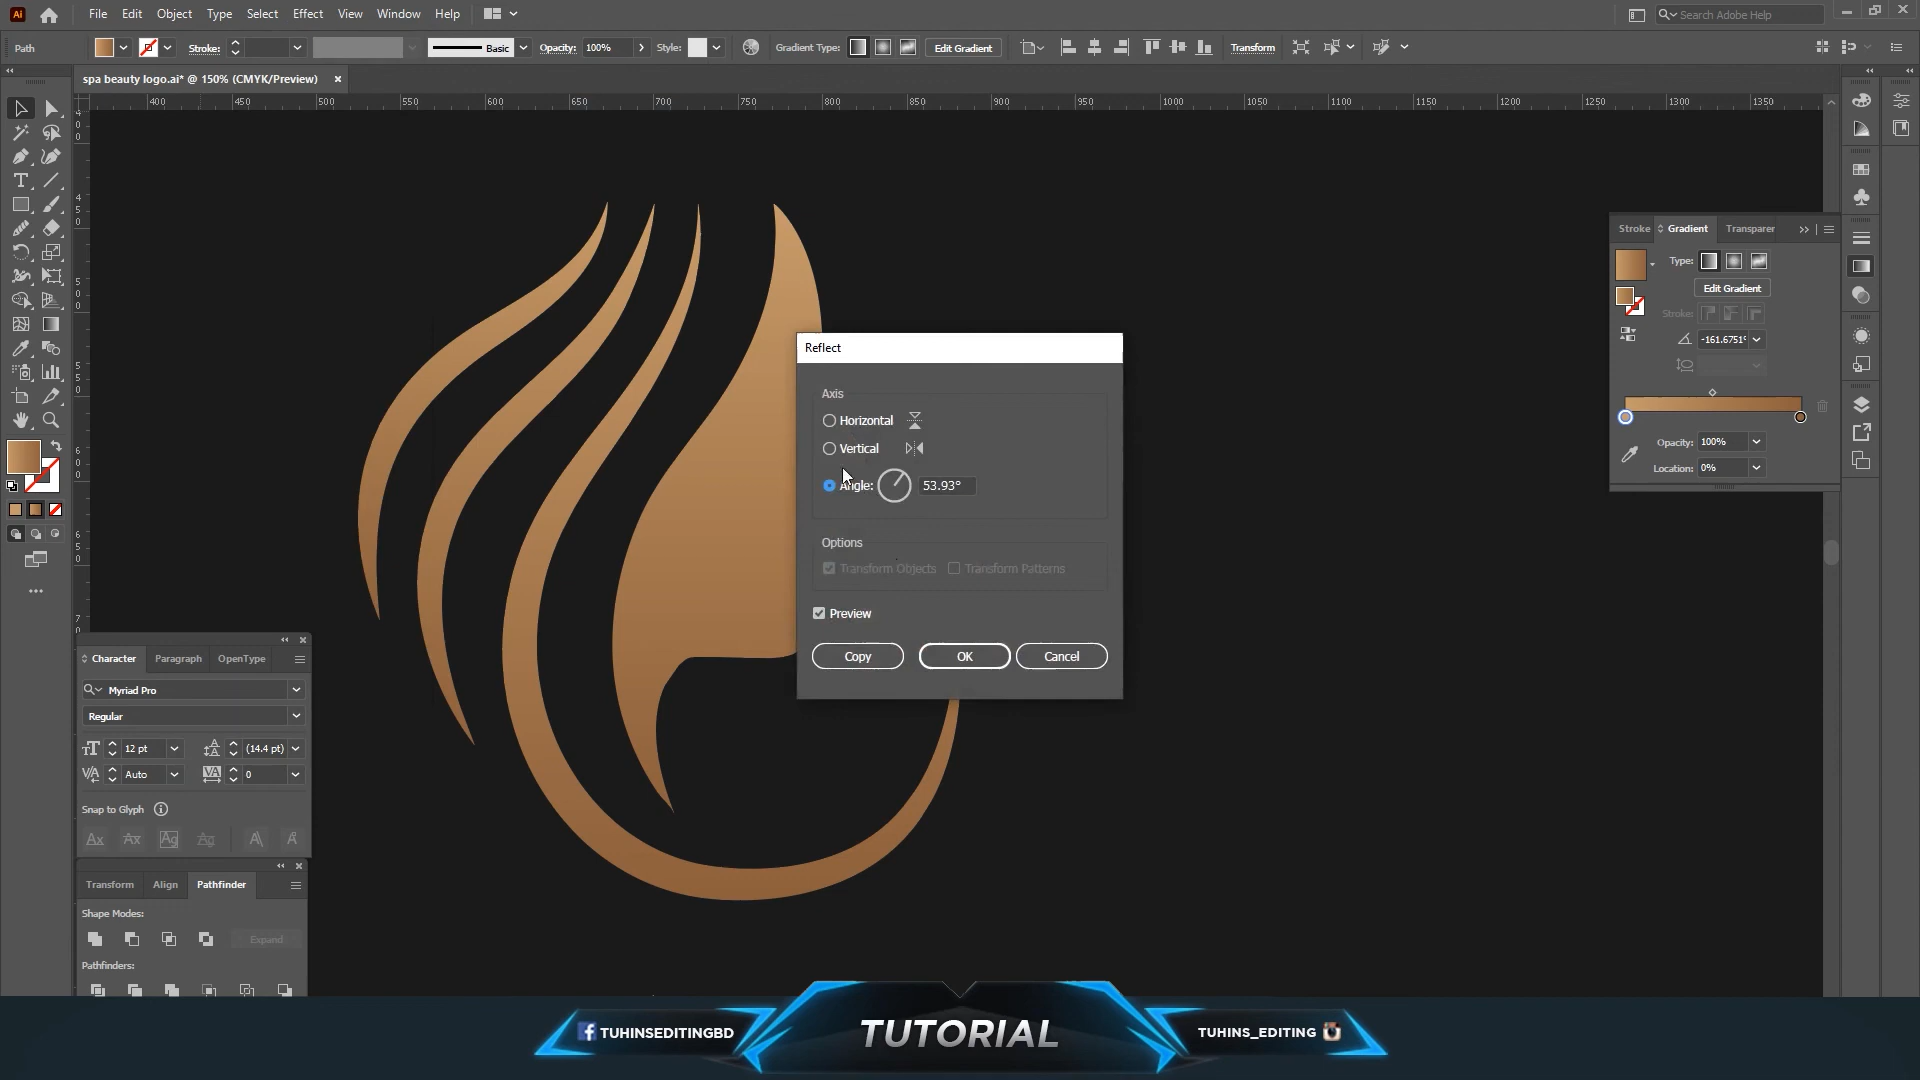 Ai File Edit Object Type Select Effect View Window Help Search Adobe Help
Path Stroke: Basic Opacity: 100% Style: Gradient Type: Edit Gradient Transform
spa beauty logo.ai* @ 150% (CMYK/Preview) ×
400 450 500 550 600 650 700 750 800 850 900 950 1000 1050 1100 1150 1200 1250 1300 1350
Stroke Gradient Transparer
Type:
Edit Gradient
Stroke:
-161.6751°
Opacity: 100%
Location: 0%
Reflect
Axis
Horizontal
Vertical
Angle: 53.93°
Options
Transform Objects Transform Patterns
Preview
Copy OK Cancel
Character Paragraph OpenType
Myriad Pro
Regular
12 pt (14.4 pt)
Auto 0
Snap to Glyph
Transform Align Pathfinder
Shape Modes:
Expand
Pathfinders:
TUHINSEDITINGBD TUTORIAL TUHINS_EDITING